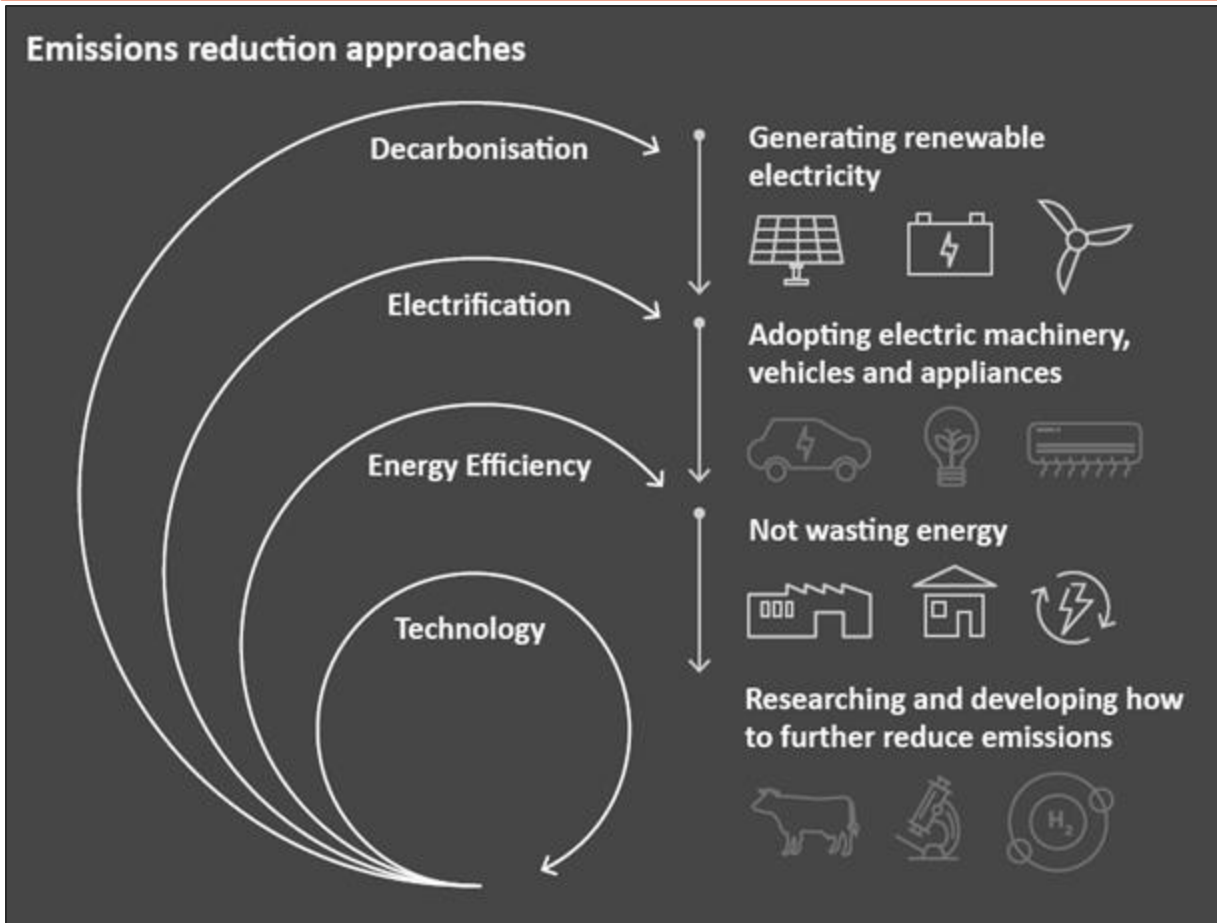 Emissions reduction approaches
Decarbonisation
Generating renewable
electricity
Electrification
Adopting electric machinery,
vehicles and appliances
Energy Efficiency
Not wasting energy
Technology
Researching and developing how
to further reduce emissions
H₂